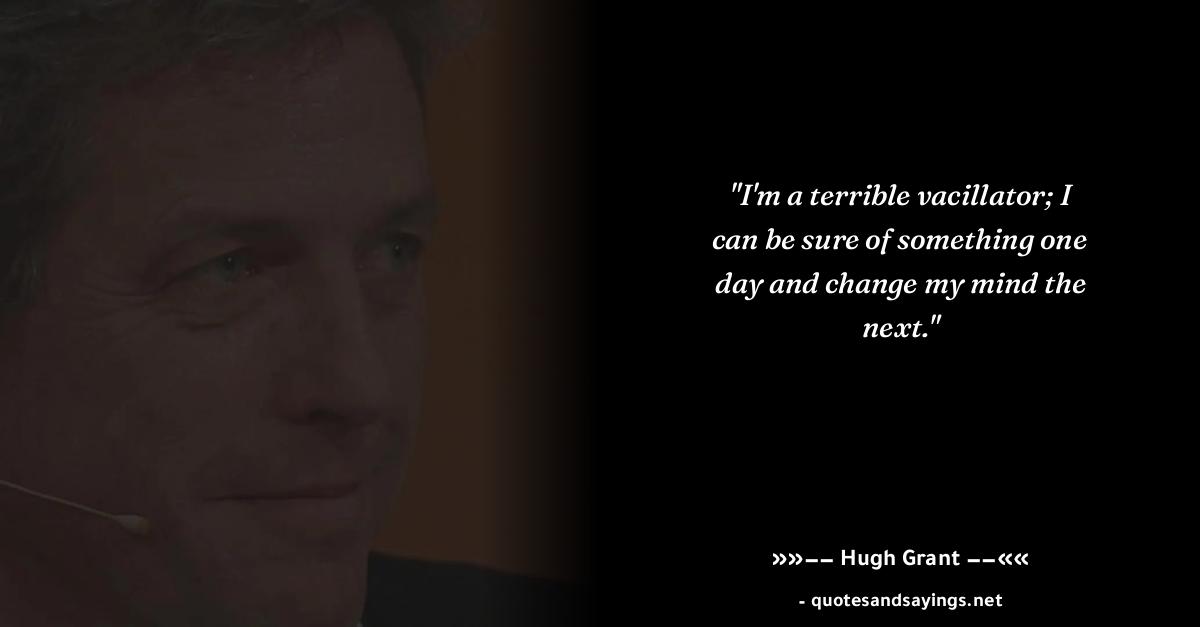 "I'm a terrible vacillator; I
can be sure of something one
day and change my mind the
next."
»»−− Hugh Grant −−««
- quotesandsayings.net